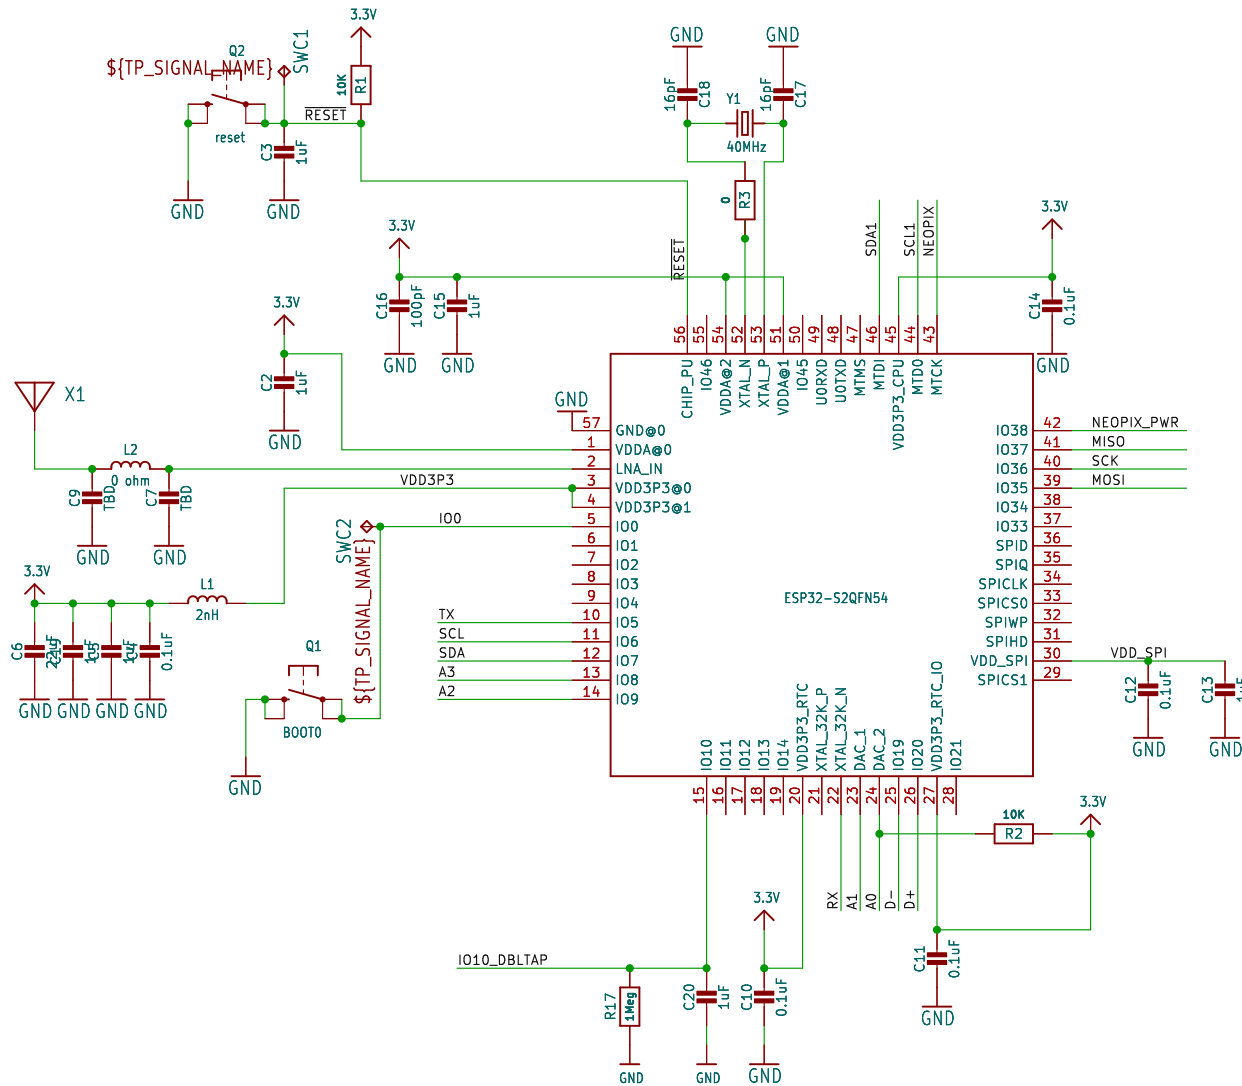 3.3V
Q2
SWC1
${TP_SIGNAL_NAME}
10K
R1
RESET
reset
C3
1uF
GND
GND
GND
GND
16pF
C18
16pF
C17
Y1
40MHz
0
R3
RESET
3.3V
C16
100pF
C15
1uF
GND
GND
SDA1
SCL1
NEOPIX
3.3V
C14
0.1uF
GND
3.3V
C2
1uF
GND
X1
L2
0 ohm
C9
TBD
C7
TBD
GND
GND
VDD3P3
IO0
SWC2
${TP_SIGNAL_NAME}
3.3V
L1
2nH
C6
22uF
C19
1uF
C5
1uF
C4
0.1uF
GND
GND
GND
GND
Q1
BOOT0
GND
TX
SCL
SDA
A3
A2
GND
57 GND@0
1 VDDA@0
2 LNA_IN
3 VDD3P3@0
4 VDD3P3@1
5 IO0
6 IO1
7 IO2
8 IO3
9 IO4
10 IO5
11 IO6
12 IO7
13 IO8
14 IO9
56 CHIP_PU
55 IO46
54 VDDA@2
52 XTAL_N
53 XTAL_P
51 VDDA@1
50 IO45
49 U0RXD
48 U0TXD
47 MTMS
46 MTDI
45 VDD3P3_CPU
44 MTD0
43 MTCK
ESP32-S2QFN54
IO38 42 NEOPIX_PWR
IO37 41 MISO
IO36 40 SCK
IO35 39 MOSI
IO34 38
IO33 37
SPID 36
SPIQ 35
SPICLK 34
SPICS0 33
SPIWP 32
SPIHD 31
VDD_SPI 30 VDD_SPI
SPICS1 29
C12
0.1uF
C13
GND
GND
IO10 15
IO11 16
IO12 17
IO13 18
IO14 19
VDD3P3_RTC 20
XTAL_32K_P 21
XTAL_32K_N 22
DAC_1 23
DAC_2 24
IO19 25
IO20 26
VDD3P3_RTC_IO 27
IO21 28
10K
R2
3.3V
RX
A1
A0
D-
D+
C11
0.1uF
GND
IO10_DBLTAP
R17
1Meg
GND
C20
1uF
GND
3.3V
C10
0.1uF
GND